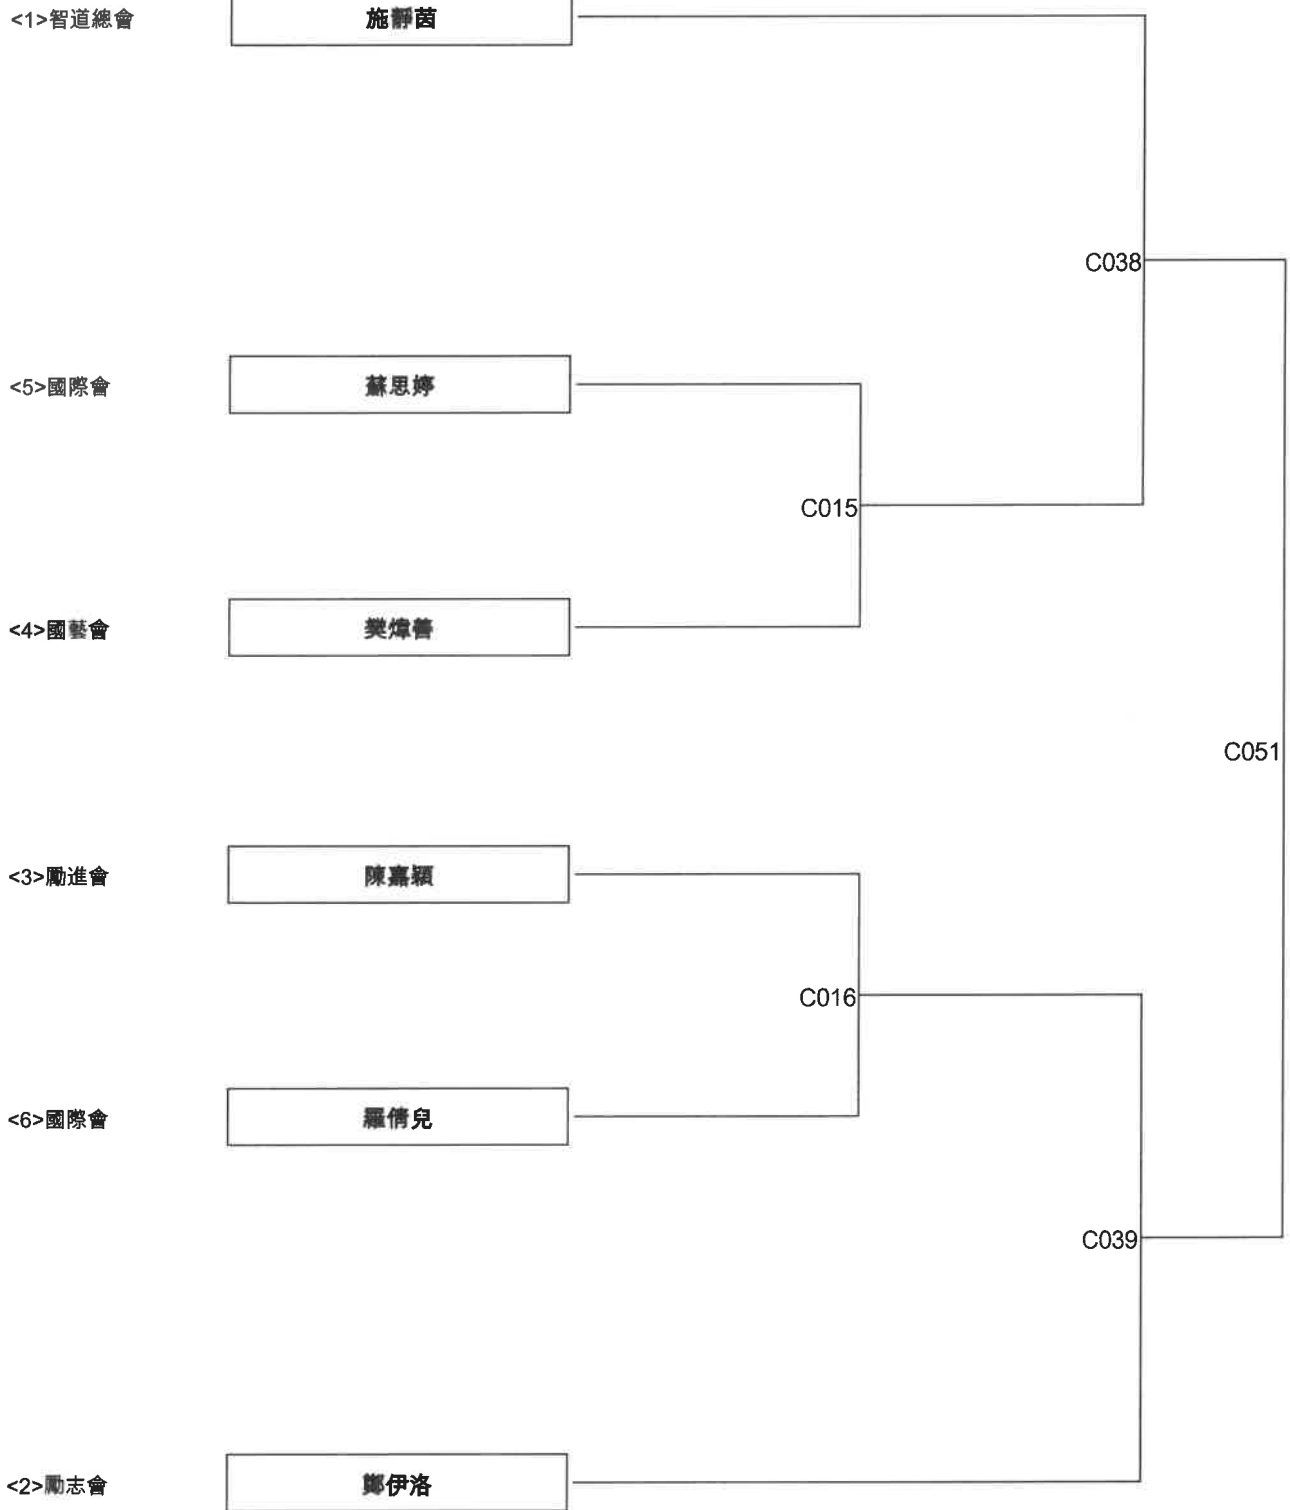 <1>智道總會 施靜茵
C038
<5>國際會 蘇思婷
C015
<4>國藝會 樊煒善
C051
<3>勵進會 陳嘉穎
C016
<6>國際會 羅倩兒
C039
<2>勵志會 鄭伊洛